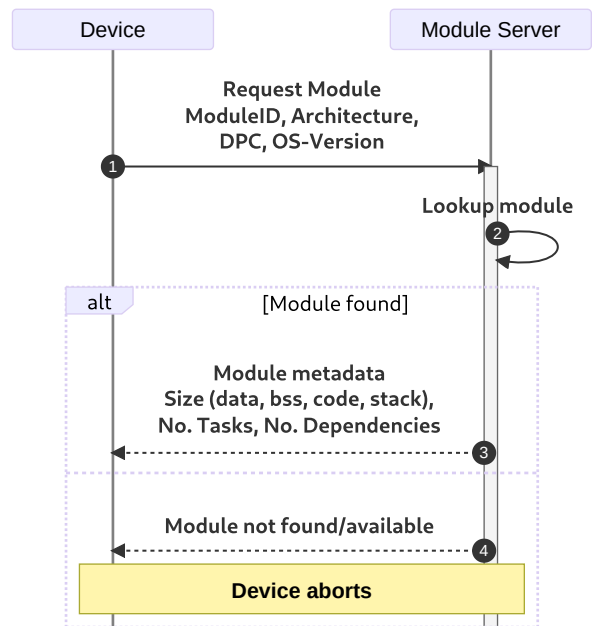 Device
Module Server
Request Module
ModuleID, Architecture,
DPC, OS-Version
1
Lookup module
2
alt
[Module found]
Module metadata
Size (data, bss, code, stack),
No. Tasks, No. Dependencies
3
Module not found/available
4
Device aborts